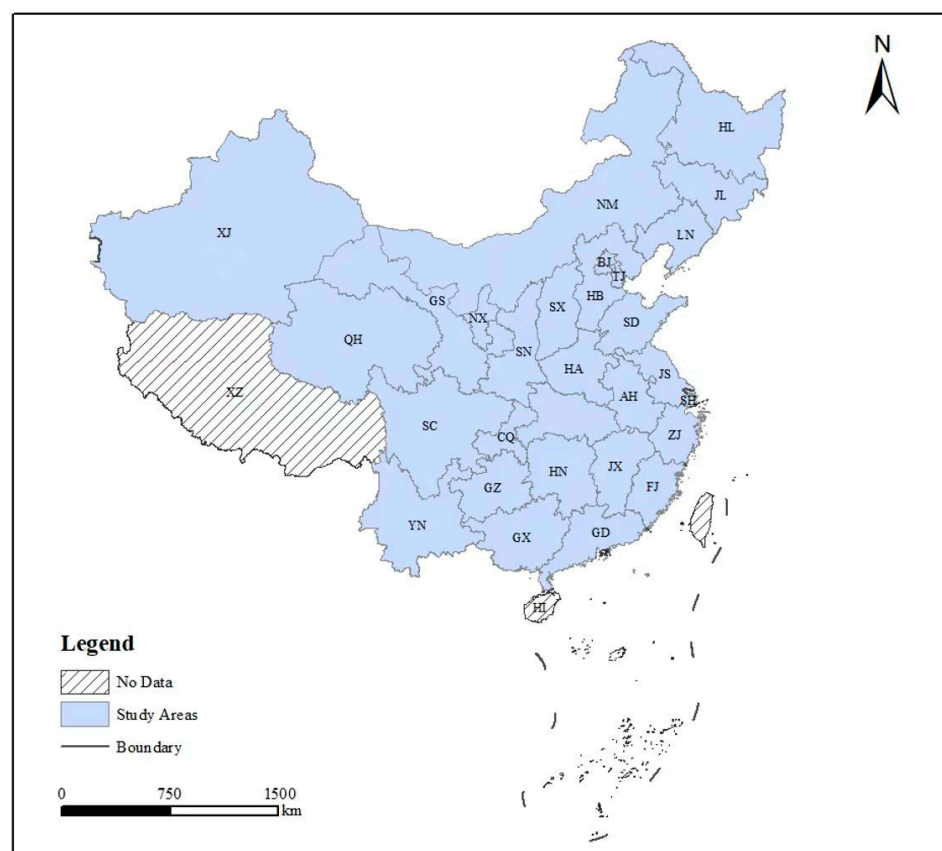 N
HL
JL
NM
LN
XJ
BJ
TJ
HB
GS
SX
NX
SD
QH
SN
HA
JS
XZ
AH
SH
SC
CQ
ZJ
JX
HN
GZ
FJ
YN
GX
GD
HI
Legend
No Data
Study Areas
Boundary
0 750 1500
km